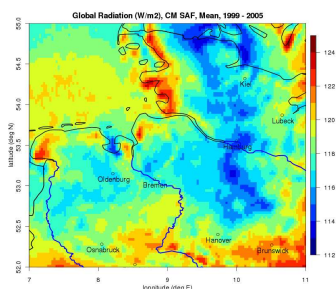 Global Radiation (W/m2), CM SAF, Mean, 1999 - 2005
latitude (deg N)
55.0
54.5
54.0
53.5
53.0
52.5
52.0
Kiel
Lubeck
Hamburg
Oldenburg
Bremen
Osnabruck
Hanover
Brunswick
7
8
9
10
11
longitude (deg E)
124
122
120
118
116
114
112